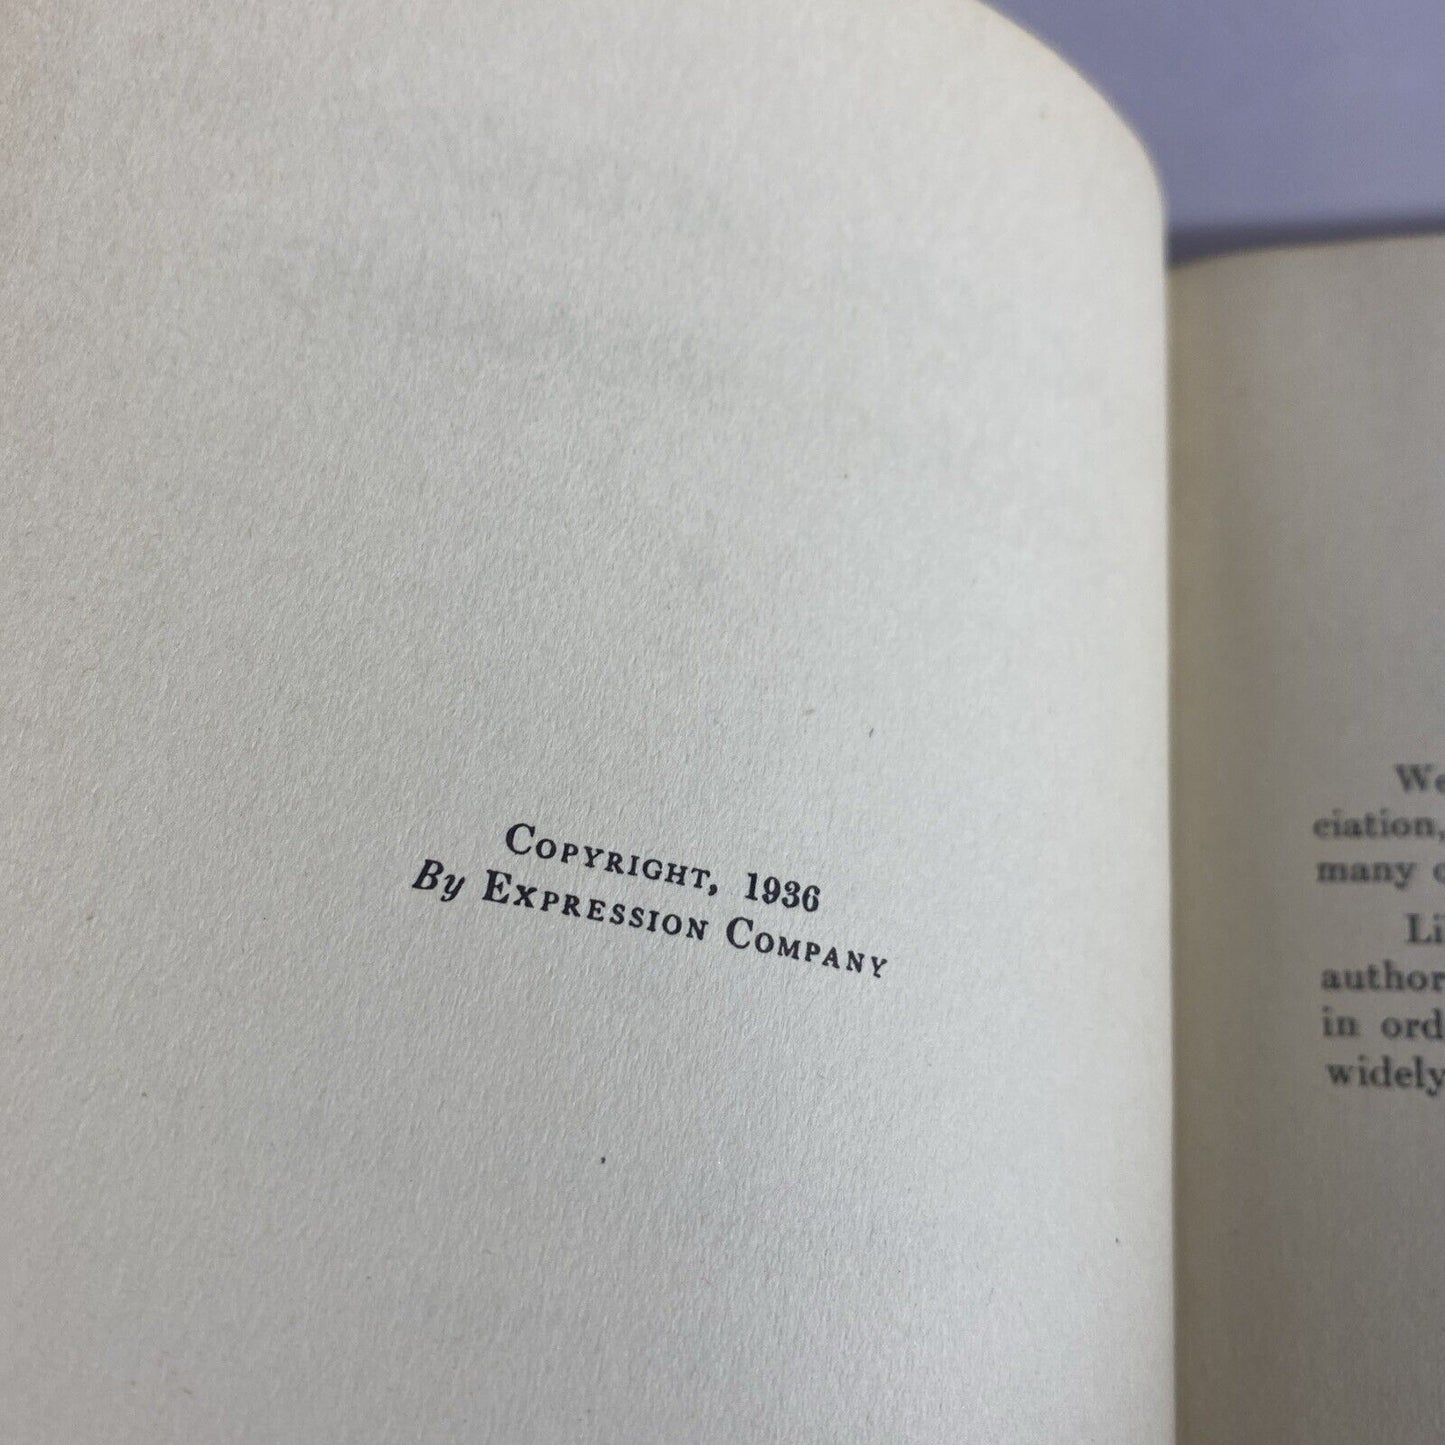 COPYRIGHT, 1936
By EXPRESSION COMPANY
We
ciation,
many
Li
author
in ord
widely